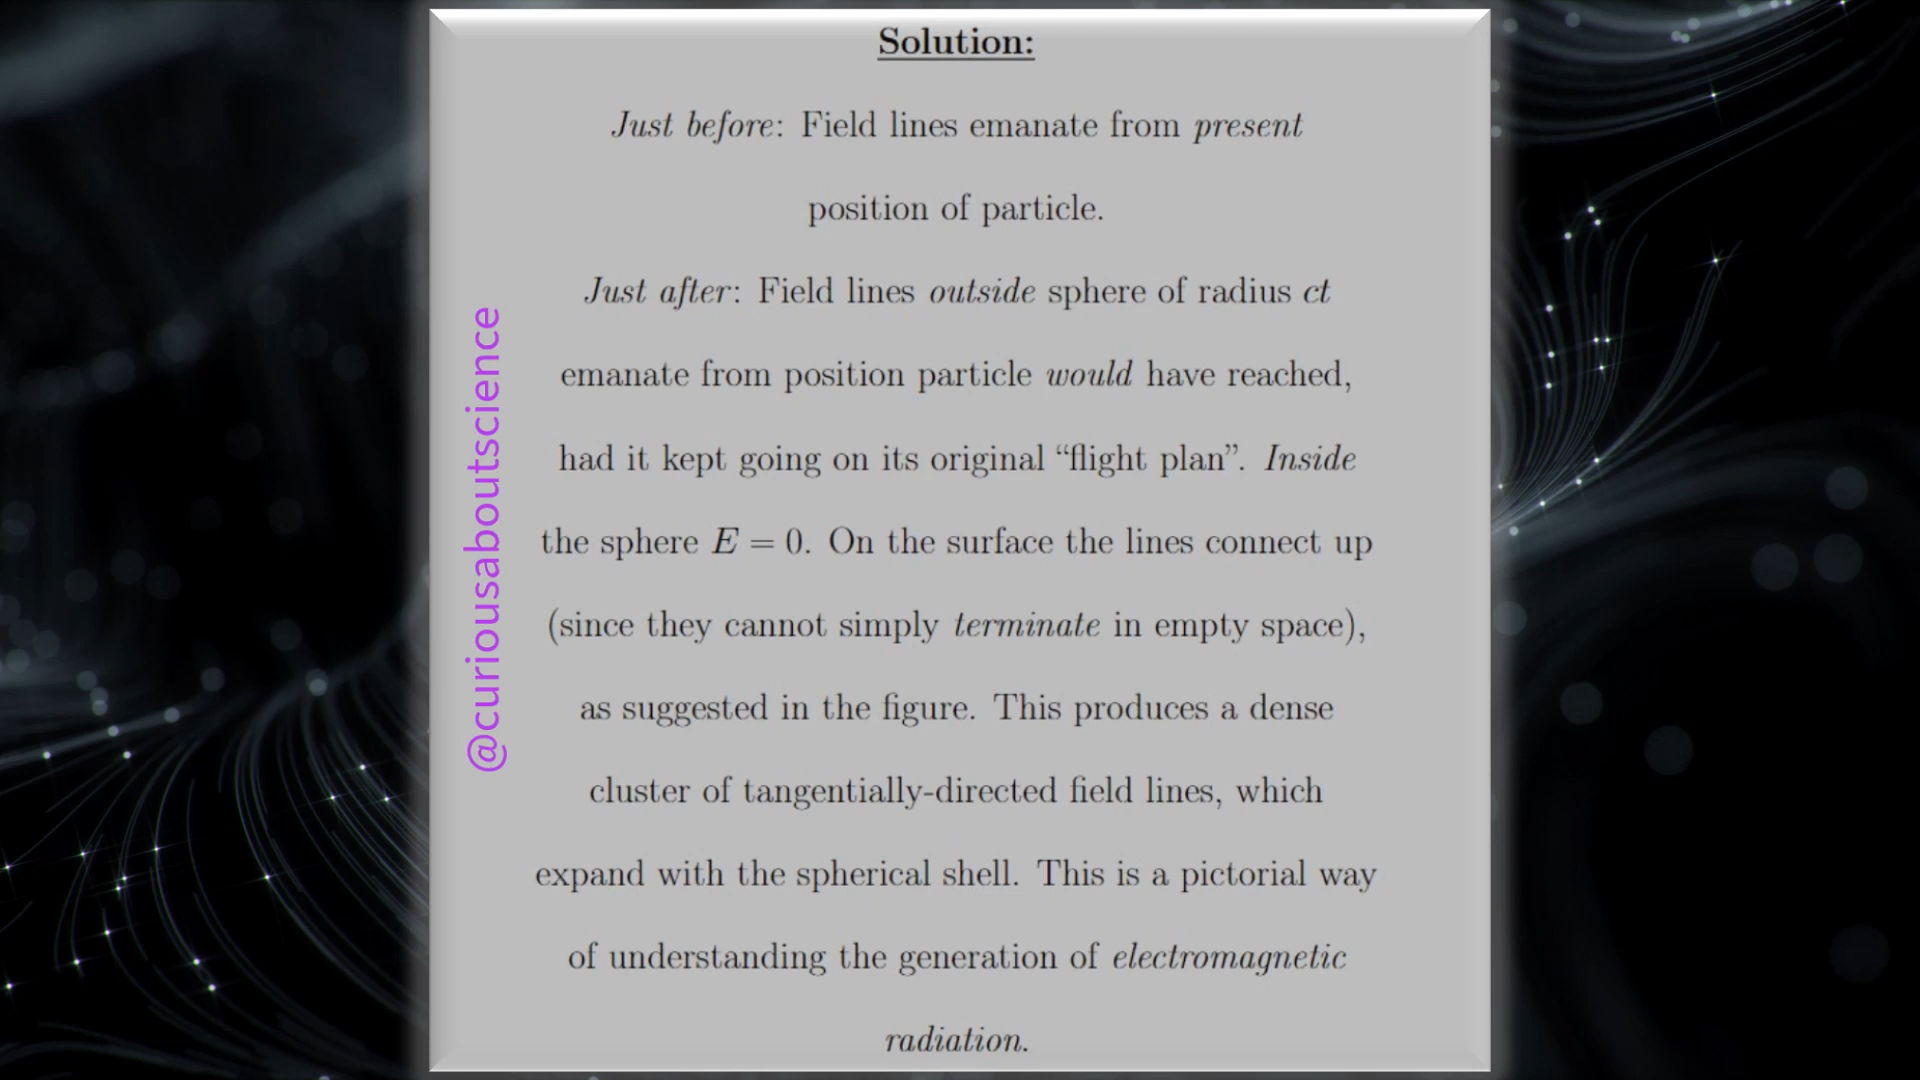 Solution:
Just before: Field lines emanate from present
position of particle.
Just after: Field lines outside sphere of radius ct
emanate from position particle would have reached,
had it kept going on its original “flight plan”. Inside
the sphere E = 0. On the surface the lines connect up
(since they cannot simply terminate in empty space),
as suggested in the figure. This produces a dense
cluster of tangentially-directed field lines, which
expand with the spherical shell. This is a pictorial way
of understanding the generation of electromagnetic
radiation.
@curiousaboutscience